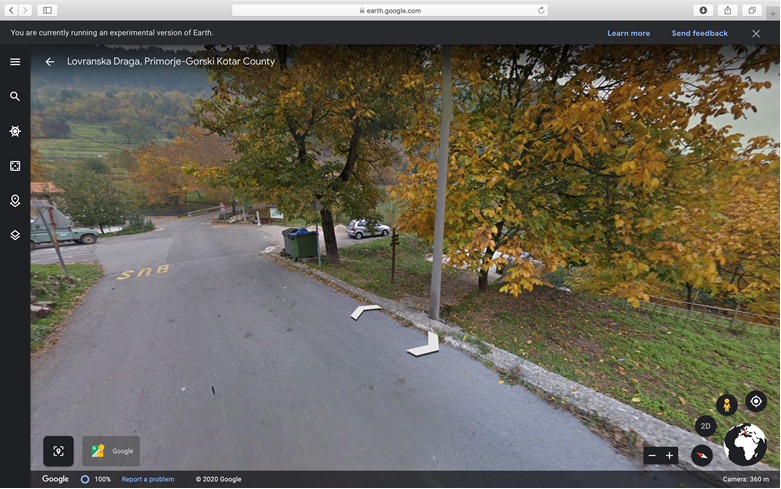 earth.google.com
You are currently running an experimental version of Earth.
Learn more
Send feedback
Lovranska Draga, Primorje-Gorski Kotar County
BUS
Google
2D
Google
100%
Report a problem
© 2020 Google
Camera: 360 m